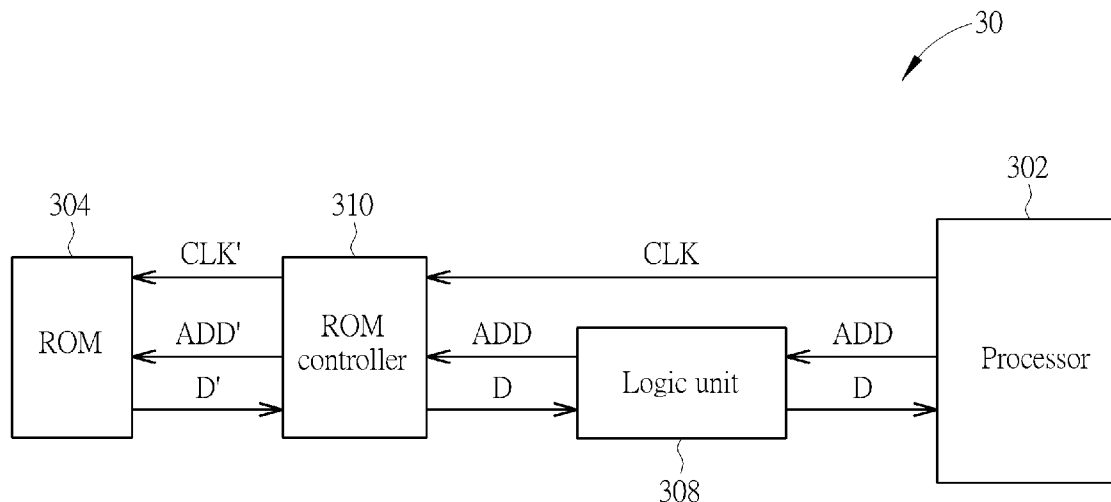 30
302
304
310
CLK'
CLK
ROM
ADD'
ROM
controller
ADD
Logic unit
ADD
Processor
D'
D
D
308